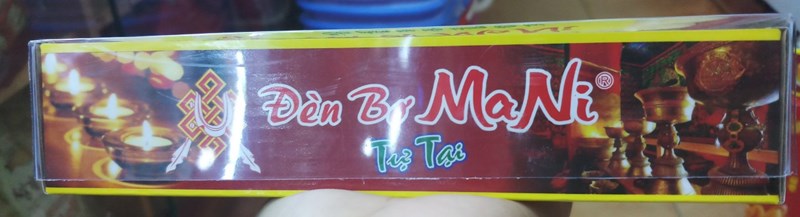 Đèn Bơ MaNi®
Tự Tại